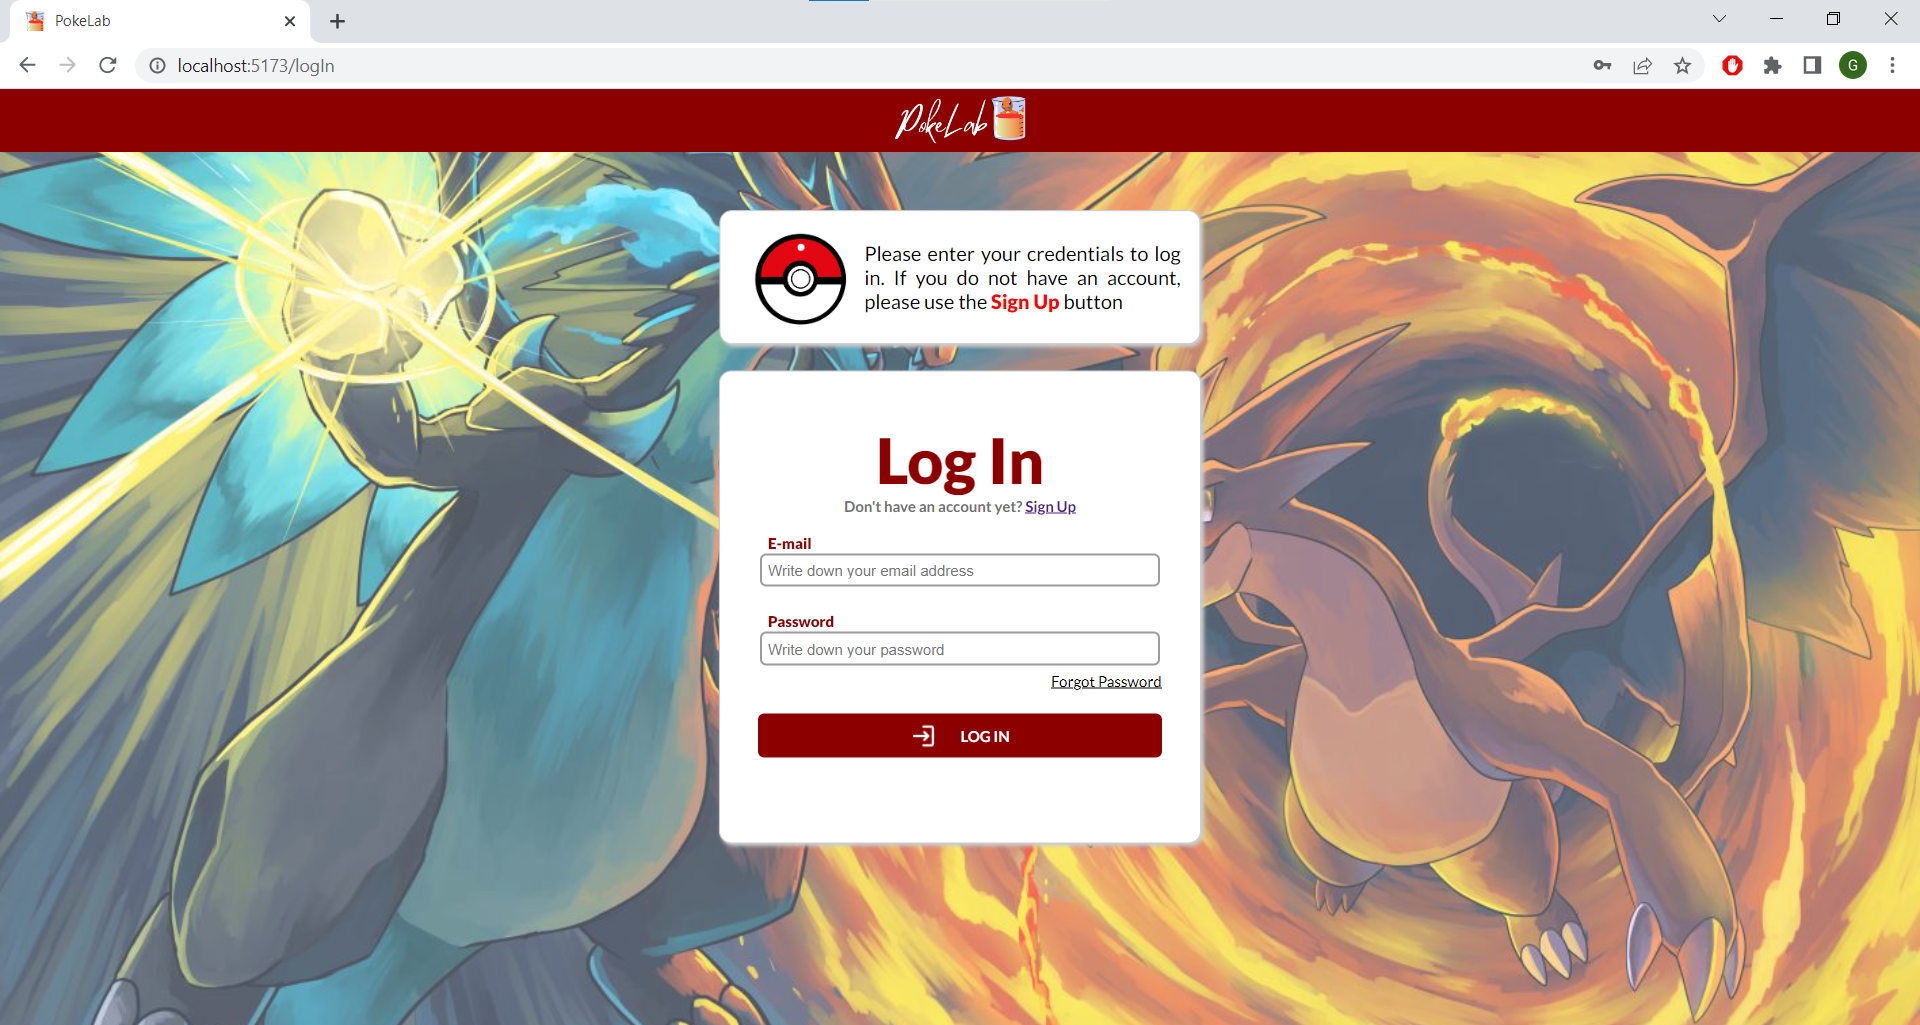 PokeLab
localhost:5173/logIn
G
PokeLab
Please enter your credentials to log
in. If you do not have an account,
please use the Sign Up button
Log In
Don't have an account yet? Sign Up
E-mail
Write down your email address
Password
Write down your password
Forgot Password
LOG IN